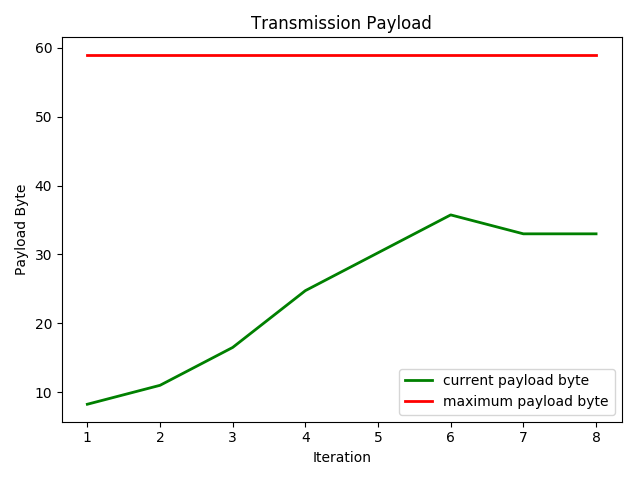 Transmission Payload
60
50
40
30
20
10
Payload Byte
current payload byte
maximum payload byte
1 2 3 4 5 6 7 8
Iteration